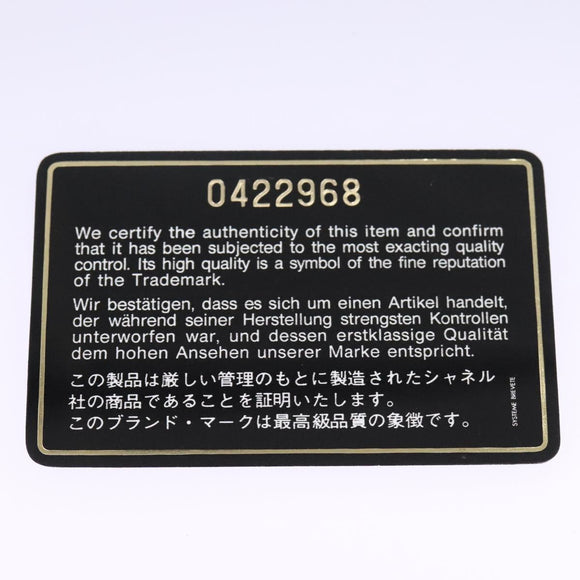 0422968
We certify the authenticity of this item and confirm
that it has been subjected to the most exacting quality
control. Its high quality is a symbol of the fine reputation
of the Trademark.
Wir bestätigen, dass es sich um einen Artikel handelt,
der während seiner Herstellung strengsten Kontrollen
unterworfen war, und dessen erstklassige Qualität
dem hohen Ansehen unserer Marke entspricht.
この製品は厳しい管理のもとに製造されたシャネル
社の商品であることを証明いたします。
このブランド・マークは最高級品質の象徴です。
SYSTEME BREVETE